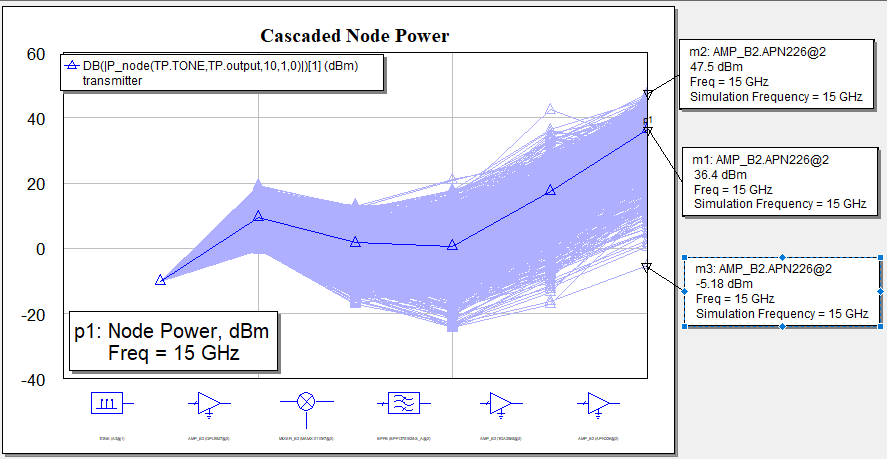 Cascaded Node Power
60
40
20
0
-20
-40
DB(|P_node(TP.TONE,TP.output,10,1,0)|)[1] (dBm)
transmitter
1
p1: Node Power, dBm
Freq = 15 GHz
m2: AMP_B2.APN226@2
47.5 dBm
Freq = 15 GHz
Simulation Frequency = 15 GHz
m1: AMP_B2.APN226@2
36.4 dBm
Freq = 15 GHz
Simulation Frequency = 15 GHz
m3: AMP_B2.APN226@2
-5.18 dBm
Freq = 15 GHz
Simulation Frequency = 15 GHz